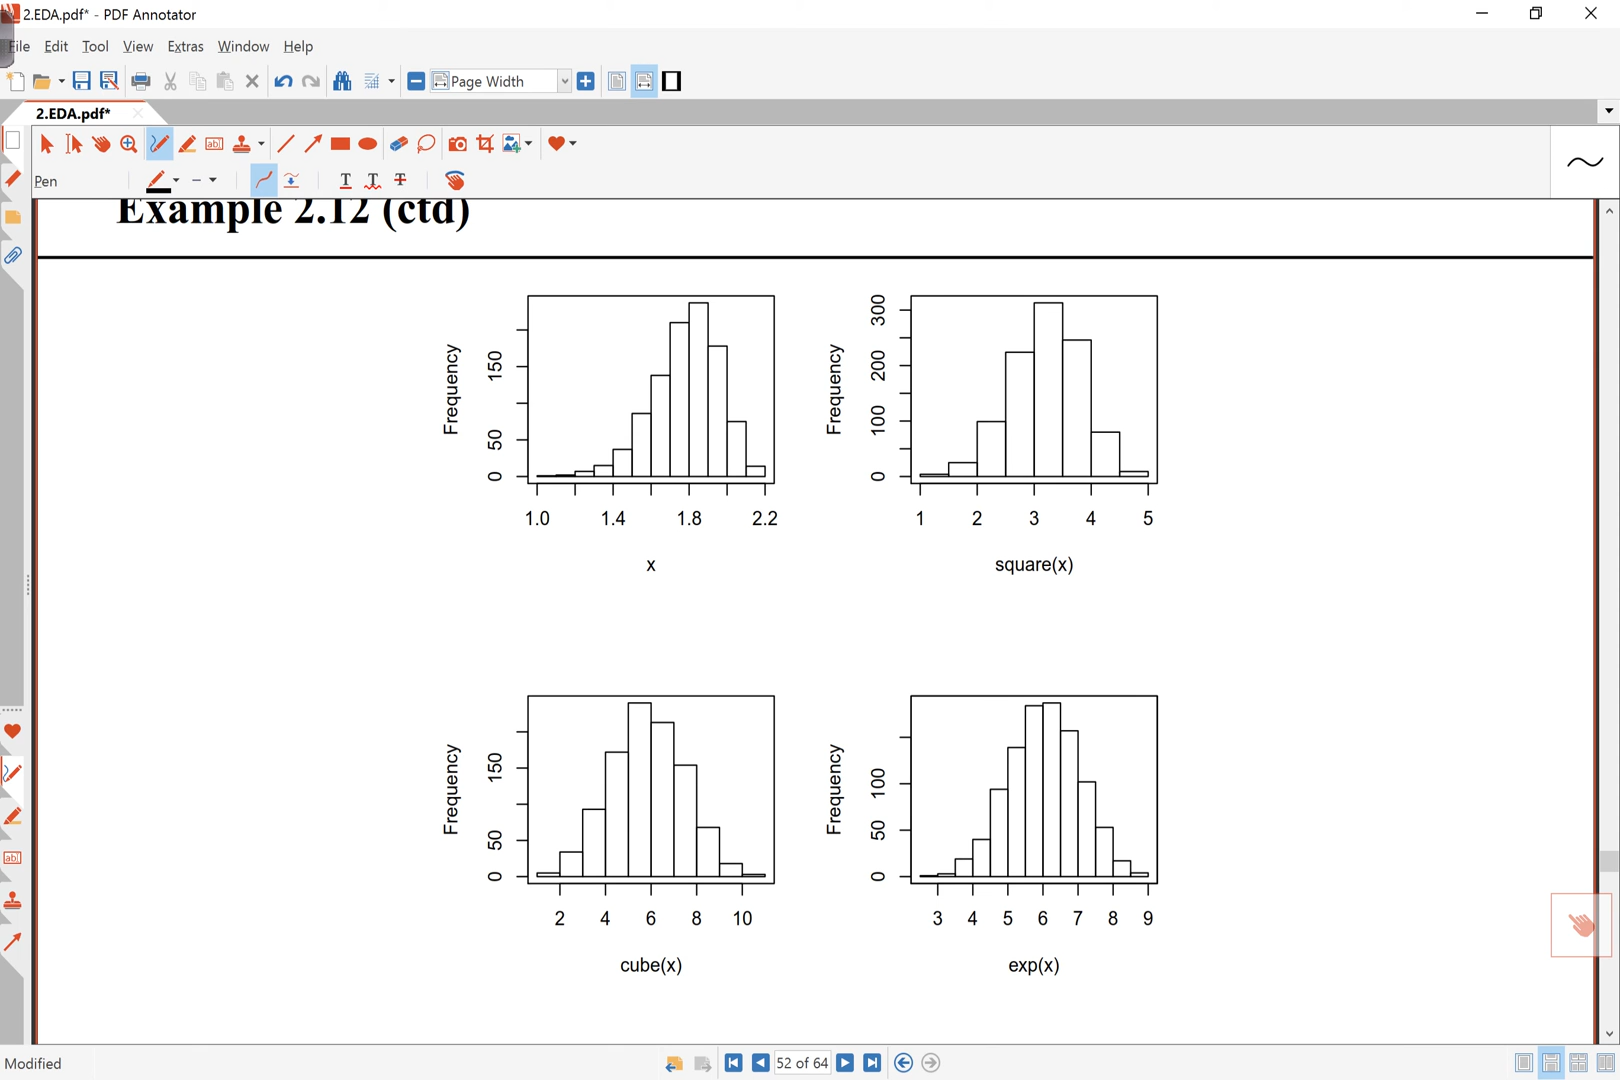 2.EDA.pdf* - PDF Annotator
File Edit Tool View Extras Window Help
Page Width
2.EDA.pdf*
Pen
Example 2.12 (ctd)
Frequency
0 50 150
1.0 1.4 1.8 2.2
x
Frequency
0 100 200 300
1 2 3 4 5
square(x)
Frequency
0 50 150
2 4 6 8 10
cube(x)
Frequency
0 50 100
3 4 5 6 7 8 9
exp(x)
Modified
52 of 64